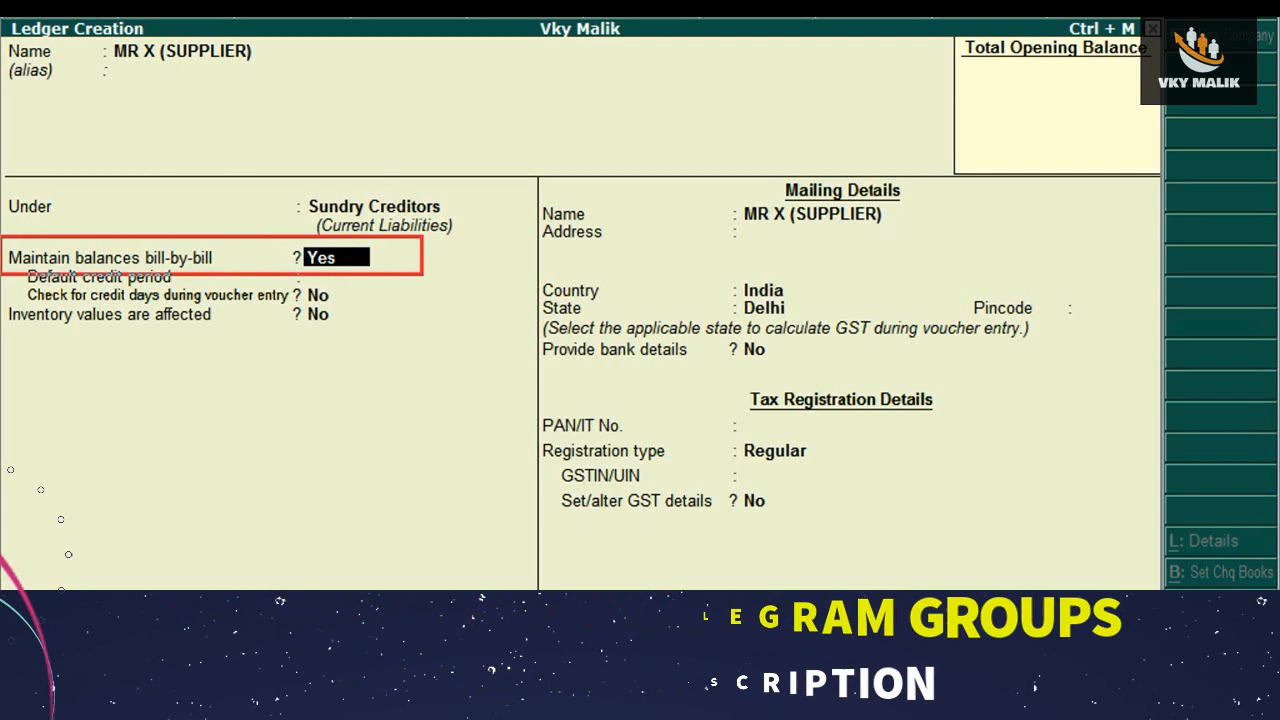 Ledger Creation
Vky Malik
Ctrl + M
Name : MR X (SUPPLIER)
(alias) :
Total Opening Balance
VKY MALIK
Under : Sundry Creditors
(Current Liabilities)
Maintain balances bill-by-bill ? Yes
Default credit period :
Check for credit days during voucher entry ? No
Inventory values are affected ? No
Mailing Details
Name : MR X (SUPPLIER)
Address :
Country : India
State : Delhi Pincode :
(Select the applicable state to calculate GST during voucher entry.)
Provide bank details ? No
Tax Registration Details
PAN/IT No. :
Registration type : Regular
GSTIN/UIN :
Set/alter GST details ? No
L: Details
B: Set Chq Books
LEGRAM GROUPS
SCRIPTION